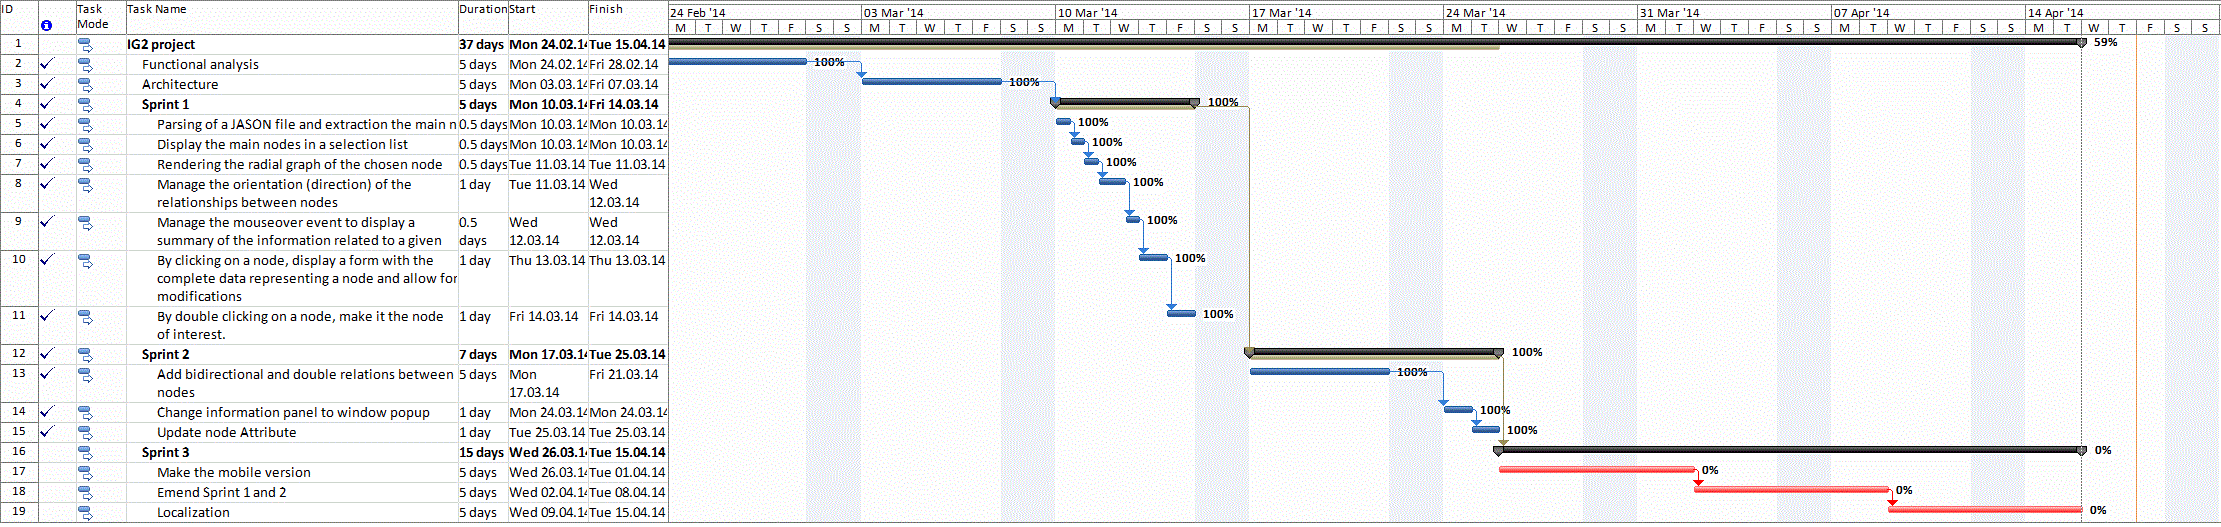 ID Task Mode Task Name Duration Start Finish 24 Feb '14 03 Mar '14 10 Mar '14 17 Mar '14 24 Mar '14 31 Mar '14 07 Apr '14 14 Apr '14
M T W T F S S M T W T F S S M T W T F S S M T W T F S S M T W T F S S M T W T F S S M T W T F S S M T W T F S S
1 IG2 project 37 days Mon 24.02.14 Tue 15.04.14 59%
2 Functional analysis 5 days Mon 24.02.14 Fri 28.02.14 100%
3 Architecture 5 days Mon 03.03.14 Fri 07.03.14 100%
4 Sprint 1 5 days Mon 10.03.14 Fri 14.03.14 100%
5 Parsing of a JASON file and extraction the main n 0.5 days Mon 10.03.14 Mon 10.03.14 100%
6 Display the main nodes in a selection list 0.5 days Mon 10.03.14 Mon 10.03.14 100%
7 Rendering the radial graph of the chosen node 0.5 days Tue 11.03.14 Tue 11.03.14 100%
8 Manage the orientation (direction) of the 1 day Tue 11.03.14 Wed 100%
relationships between nodes 12.03.14
9 Manage the mouseover event to display a 0.5 Wed Wed 100%
summary of the information related to a given days 12.03.14 12.03.14
10 By clicking on a node, display a form with the 1 day Thu 13.03.14 Thu 13.03.14 100%
complete data representing a node and allow for
modifications
11 By double clicking on a node, make it the node 1 day Fri 14.03.14 Fri 14.03.14 100%
of interest.
12 Sprint 2 7 days Mon 17.03.14 Tue 25.03.14 100%
13 Add bidirectional and double relations between 5 days Mon Fri 21.03.14 100%
nodes 17.03.14
14 Change information panel to window popup 1 day Mon 24.03.14 Mon 24.03.14 100%
15 Update node Attribute 1 day Tue 25.03.14 Tue 25.03.14 100%
16 Sprint 3 15 days Wed 26.03.14 Tue 15.04.14 0%
17 Make the mobile version 5 days Wed 26.03.14 Tue 01.04.14 0%
18 Emend Sprint 1 and 2 5 days Wed 02.04.14 Tue 08.04.14 0%
19 Localization 5 days Wed 09.04.14 Tue 15.04.14 0%